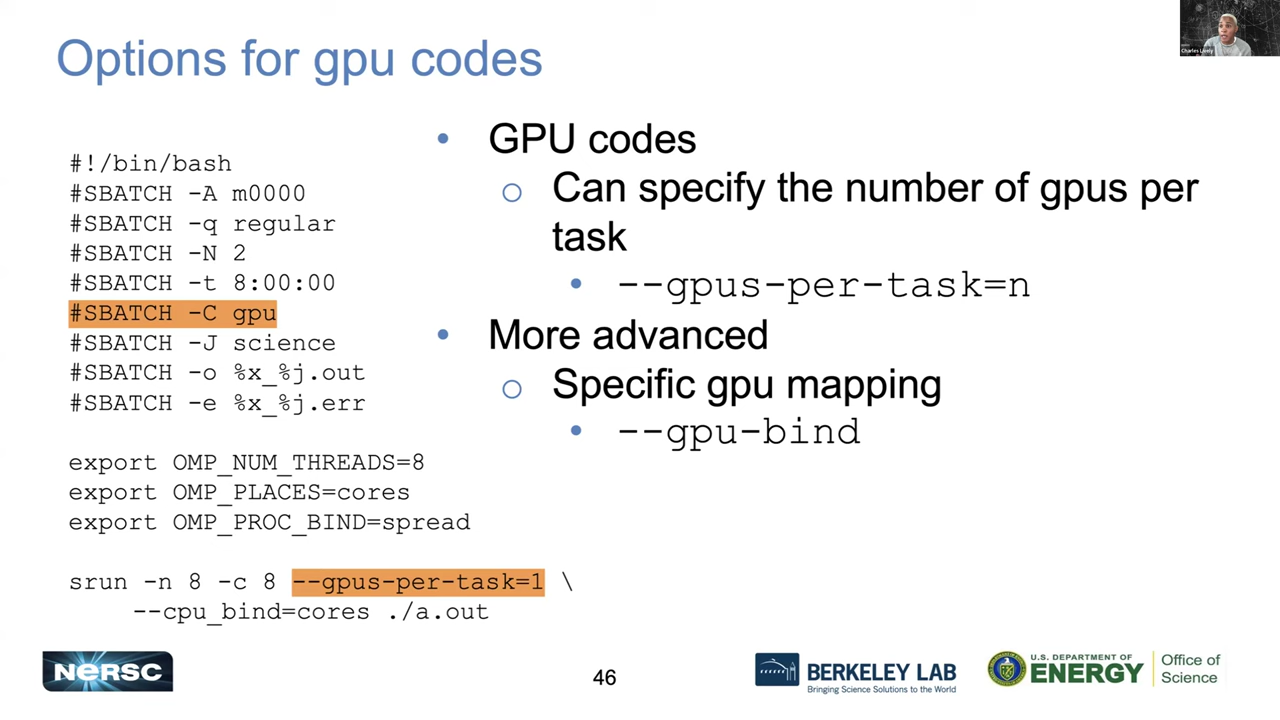 Options for gpu codes
Charles Lively
#!/bin/bash
#SBATCH -A m0000
#SBATCH -q regular
#SBATCH -N 2
#SBATCH -t 8:00:00
#SBATCH -C gpu
#SBATCH -J science
#SBATCH -o %x_%j.out
#SBATCH -e %x_%j.err
export OMP_NUM_THREADS=8
export OMP_PLACES=cores
export OMP_PROC_BIND=spread
srun -n 8 -c 8 --gpus-per-task=1 \
--cpu_bind=cores ./a.out
• GPU codes
○ Can specify the number of gpus per
task
• --gpus-per-task=n
• More advanced
○ Specific gpu mapping
• --gpu-bind
NERSC
46
BERKELEY LAB
Bringing Science Solutions to the World
U.S. DEPARTMENT OF
ENERGY
Office of
Science